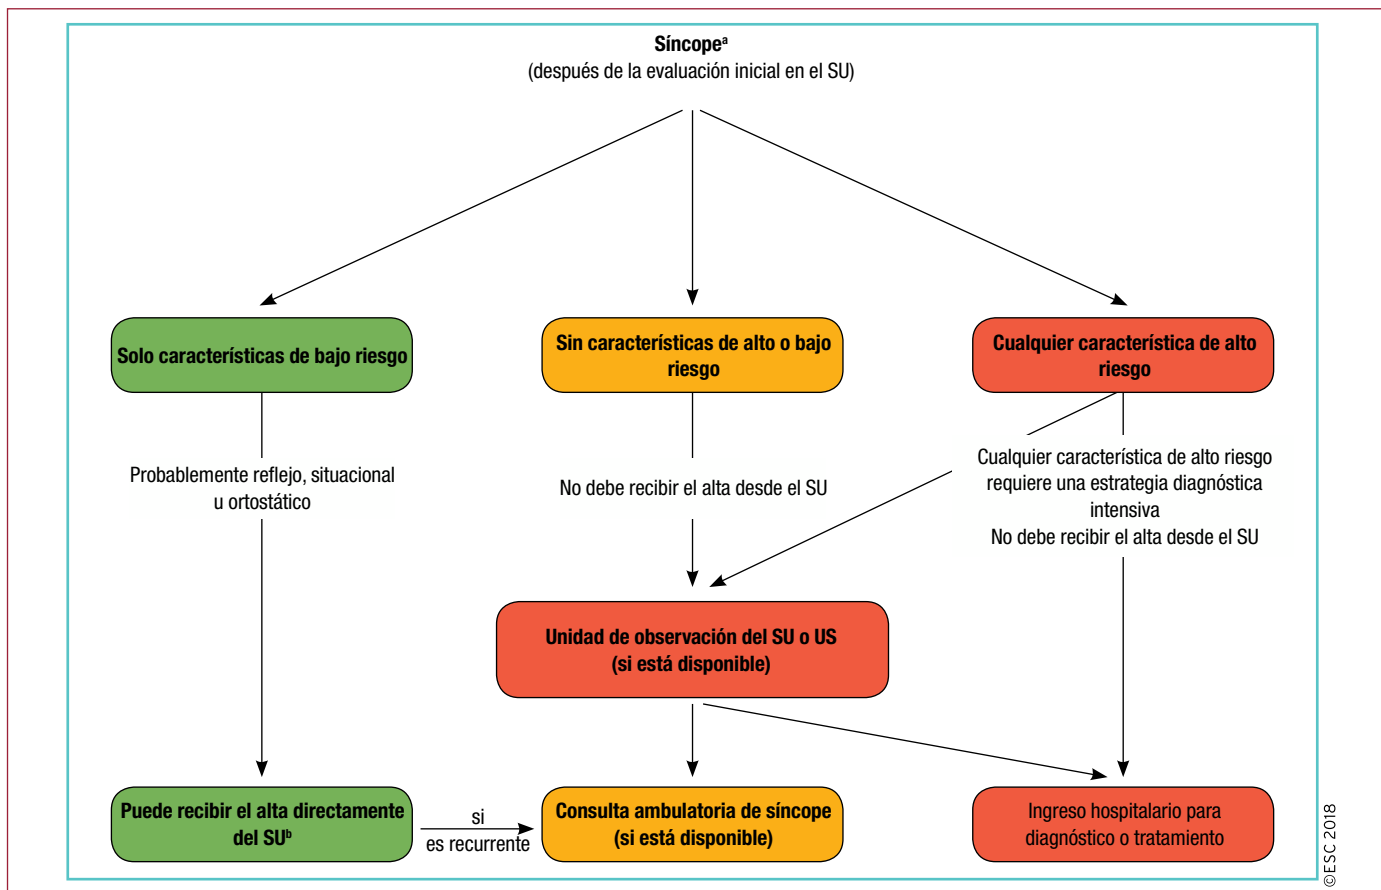 Síncopeª
(después de la evaluación inicial en el SU)
Solo características de bajo riesgo
Sin características de alto o bajo
riesgo
Cualquier característica de alto
riesgo
Probablemente reflejo, situacional
u ortostático
No debe recibir el alta desde el SU
Cualquier característica de alto riesgo
requiere una estrategia diagnóstica
intensiva
No debe recibir el alta desde el SU
Unidad de observación del SU o US
(si está disponible)
Puede recibir el alta directamente
del SUᵇ
si
es recurrente
Consulta ambulatoria de síncope
(si está disponible)
Ingreso hospitalario para
diagnóstico o tratamiento
©ESC 2018